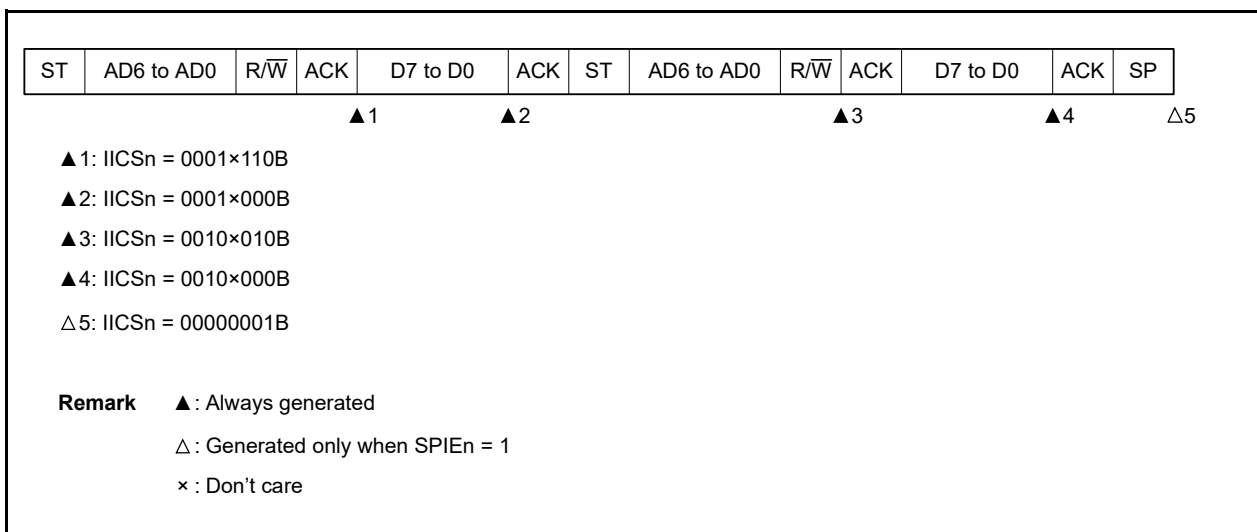 ST AD6 to AD0 R/W̅ ACK D7 to D0 ACK ST AD6 to AD0 R/W̅ ACK D7 to D0 ACK SP
▲1 ▲2 ▲3 ▲4 △5
▲1: IICSn = 0001×110B
▲2: IICSn = 0001×000B
▲3: IICSn = 0010×010B
▲4: IICSn = 0010×000B
△5: IICSn = 00000001B
Remark ▲: Always generated
△: Generated only when SPIEn = 1
×: Don't care